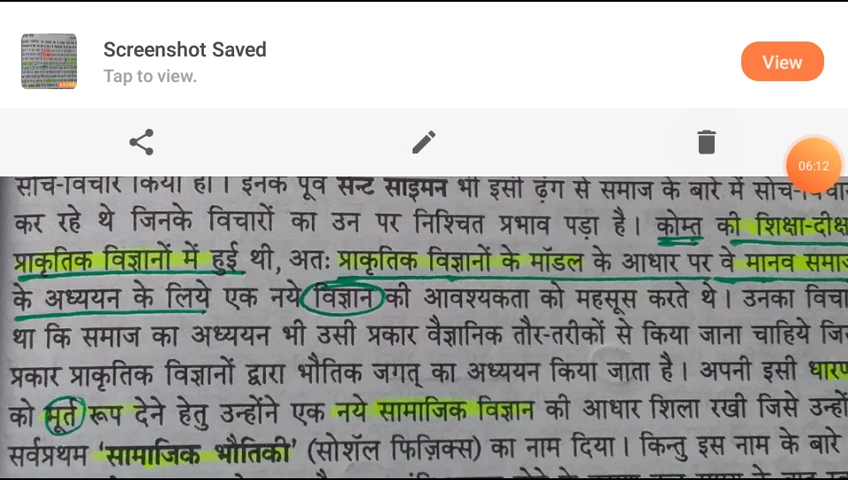 Screenshot Saved
Tap to view.
View
06:12
सोच-विचार किया हो। इनके पूर्व सन्ट साइमन भी इसी ढ़ंग से समाज के बारे में
कर रहे थे जिनके विचारों का उन पर निश्चित प्रभाव पड़ा है। कोम्त की शिक्षा-दीक्ष
प्राकृतिक विज्ञानों में हुई थी, अतः प्राकृतिक विज्ञानों के मॉडल के आधार पर वे मानव समाज
के अध्ययन के लिये एक नये विज्ञान की आवश्यकता को महसूस करते थे। उनका विचा
था कि समाज का अध्ययन भी उसी प्रकार वैज्ञानिक तौर-तरीकों से किया जाना चाहिये जि
प्रकार प्राकृतिक विज्ञानों द्वारा भौतिक जगत् का अध्ययन किया जाता है। अपनी इसी धारण
को मूर्त रूप देने हेतु उन्होंने एक नये सामाजिक विज्ञान की आधार शिला रखी जिसे उन्हों
सर्वप्रथम 'सामाजिक भौतिकी' (सोशॅल फिज़िक्स) का नाम दिया। किन्तु इस नाम के बारे